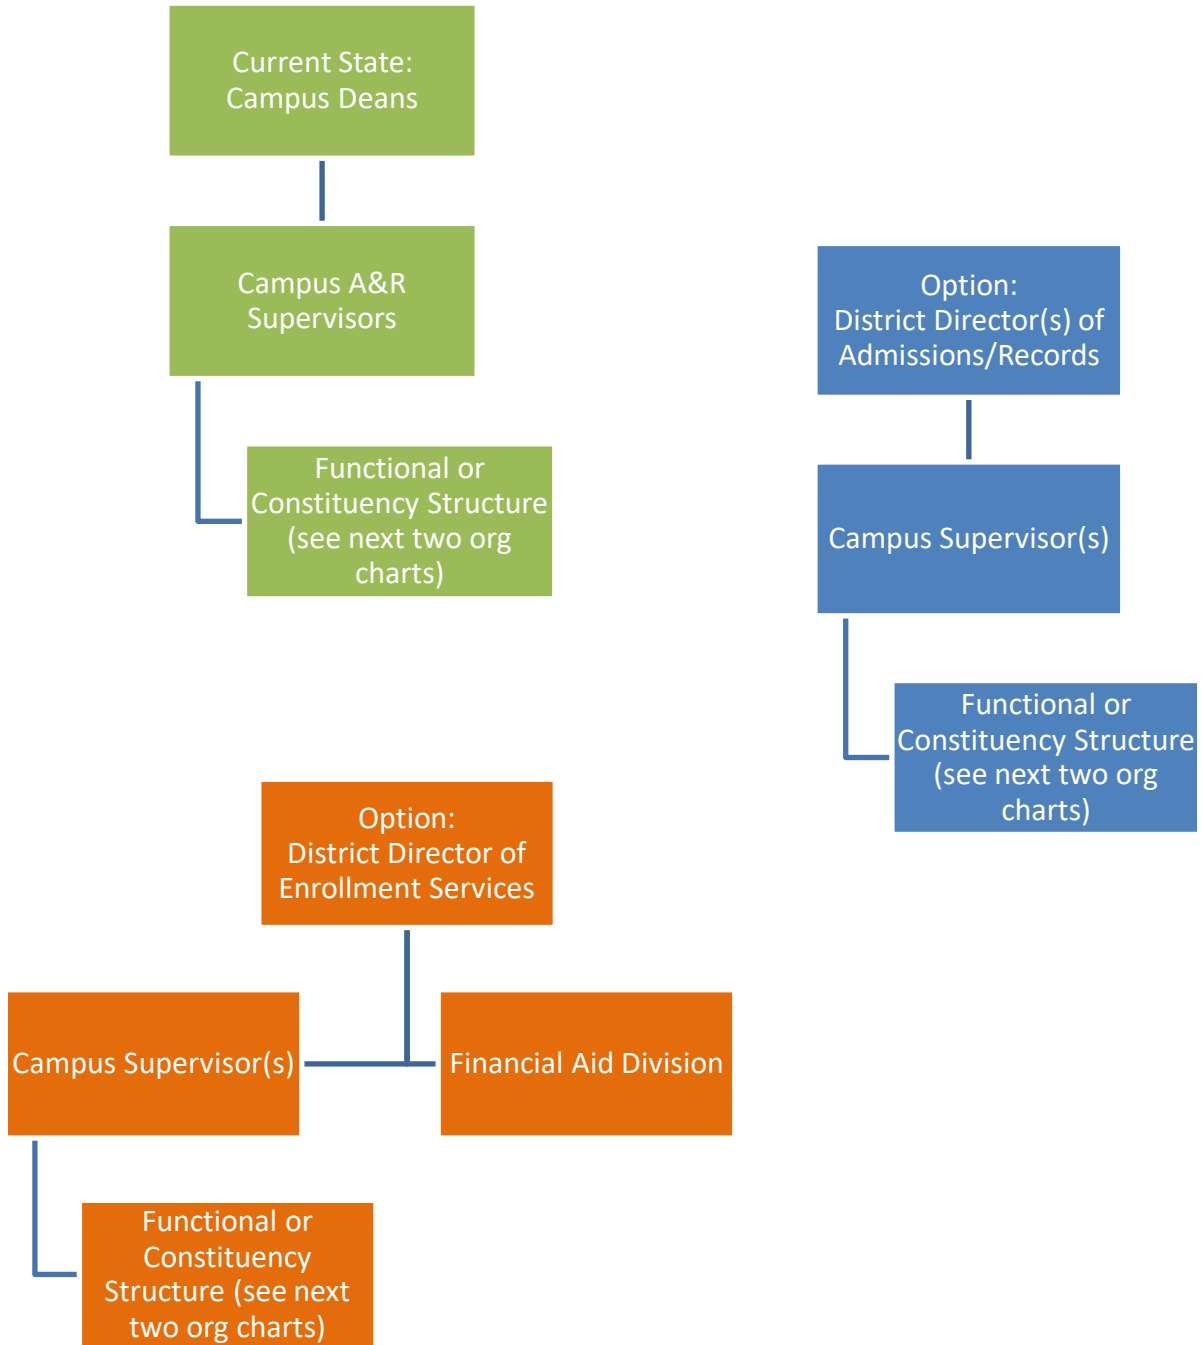 Current State:
Campus Deans
Campus A&R
Supervisors
Functional or
Constituency Structure
(see next two org
charts)
Option:
District Director(s) of
Admissions/Records
Campus Supervisor(s)
Functional or
Constituency Structure
(see next two org
charts)
Option:
District Director of
Enrollment Services
Campus Supervisor(s)
Financial Aid Division
Functional or
Constituency
Structure (see next
two org charts)